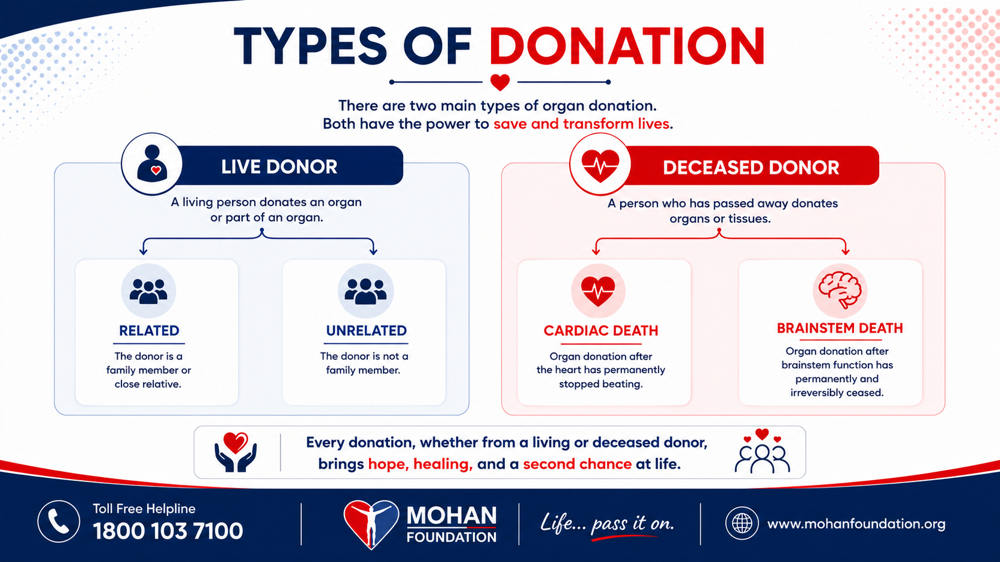 TYPES OF DONATION
There are two main types of organ donation.
Both have the power to save and transform lives.
LIVE DONOR
A living person donates an organ
or part of an organ.
RELATED
The donor is a
family member or
close relative.
UNRELATED
The donor is not a
family member.
DECEASED DONOR
A person who has passed away donates
organs or tissues.
CARDIAC DEATH
Organ donation after
the heart has permanently
stopped beating.
BRAINSTEM DEATH
Organ donation after
brainstem function has
permanently and
irreversibly ceased.
Every donation, whether from a living or deceased donor,
brings hope, healing, and a second chance at life.
Toll Free Helpline
1800 103 7100
MOHAN
FOUNDATION
Life... pass it on.
www.mohanfoundation.org